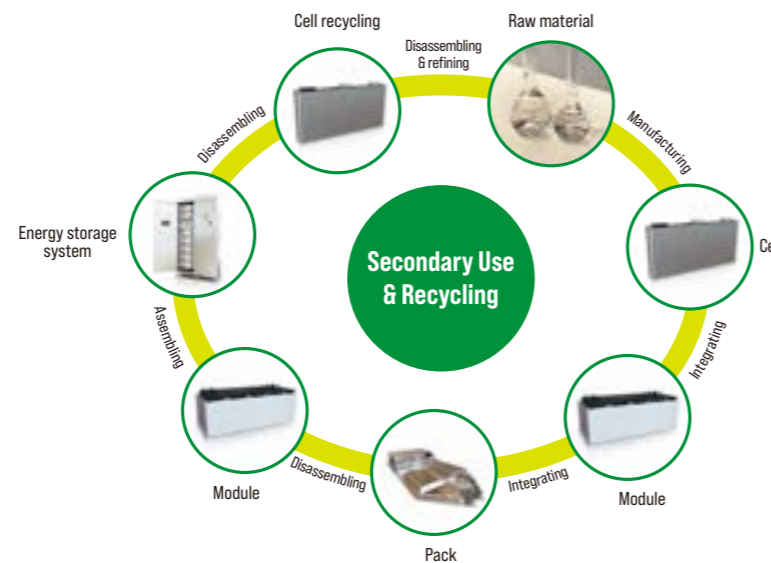 Cell recycling
Disassembling
& refining
Raw material
Manufacturing
Disassembling
Energy storage
system
Secondary Use
& Recycling
Assembling
Integrating
Module
Disassembling
Pack
Integrating
Module